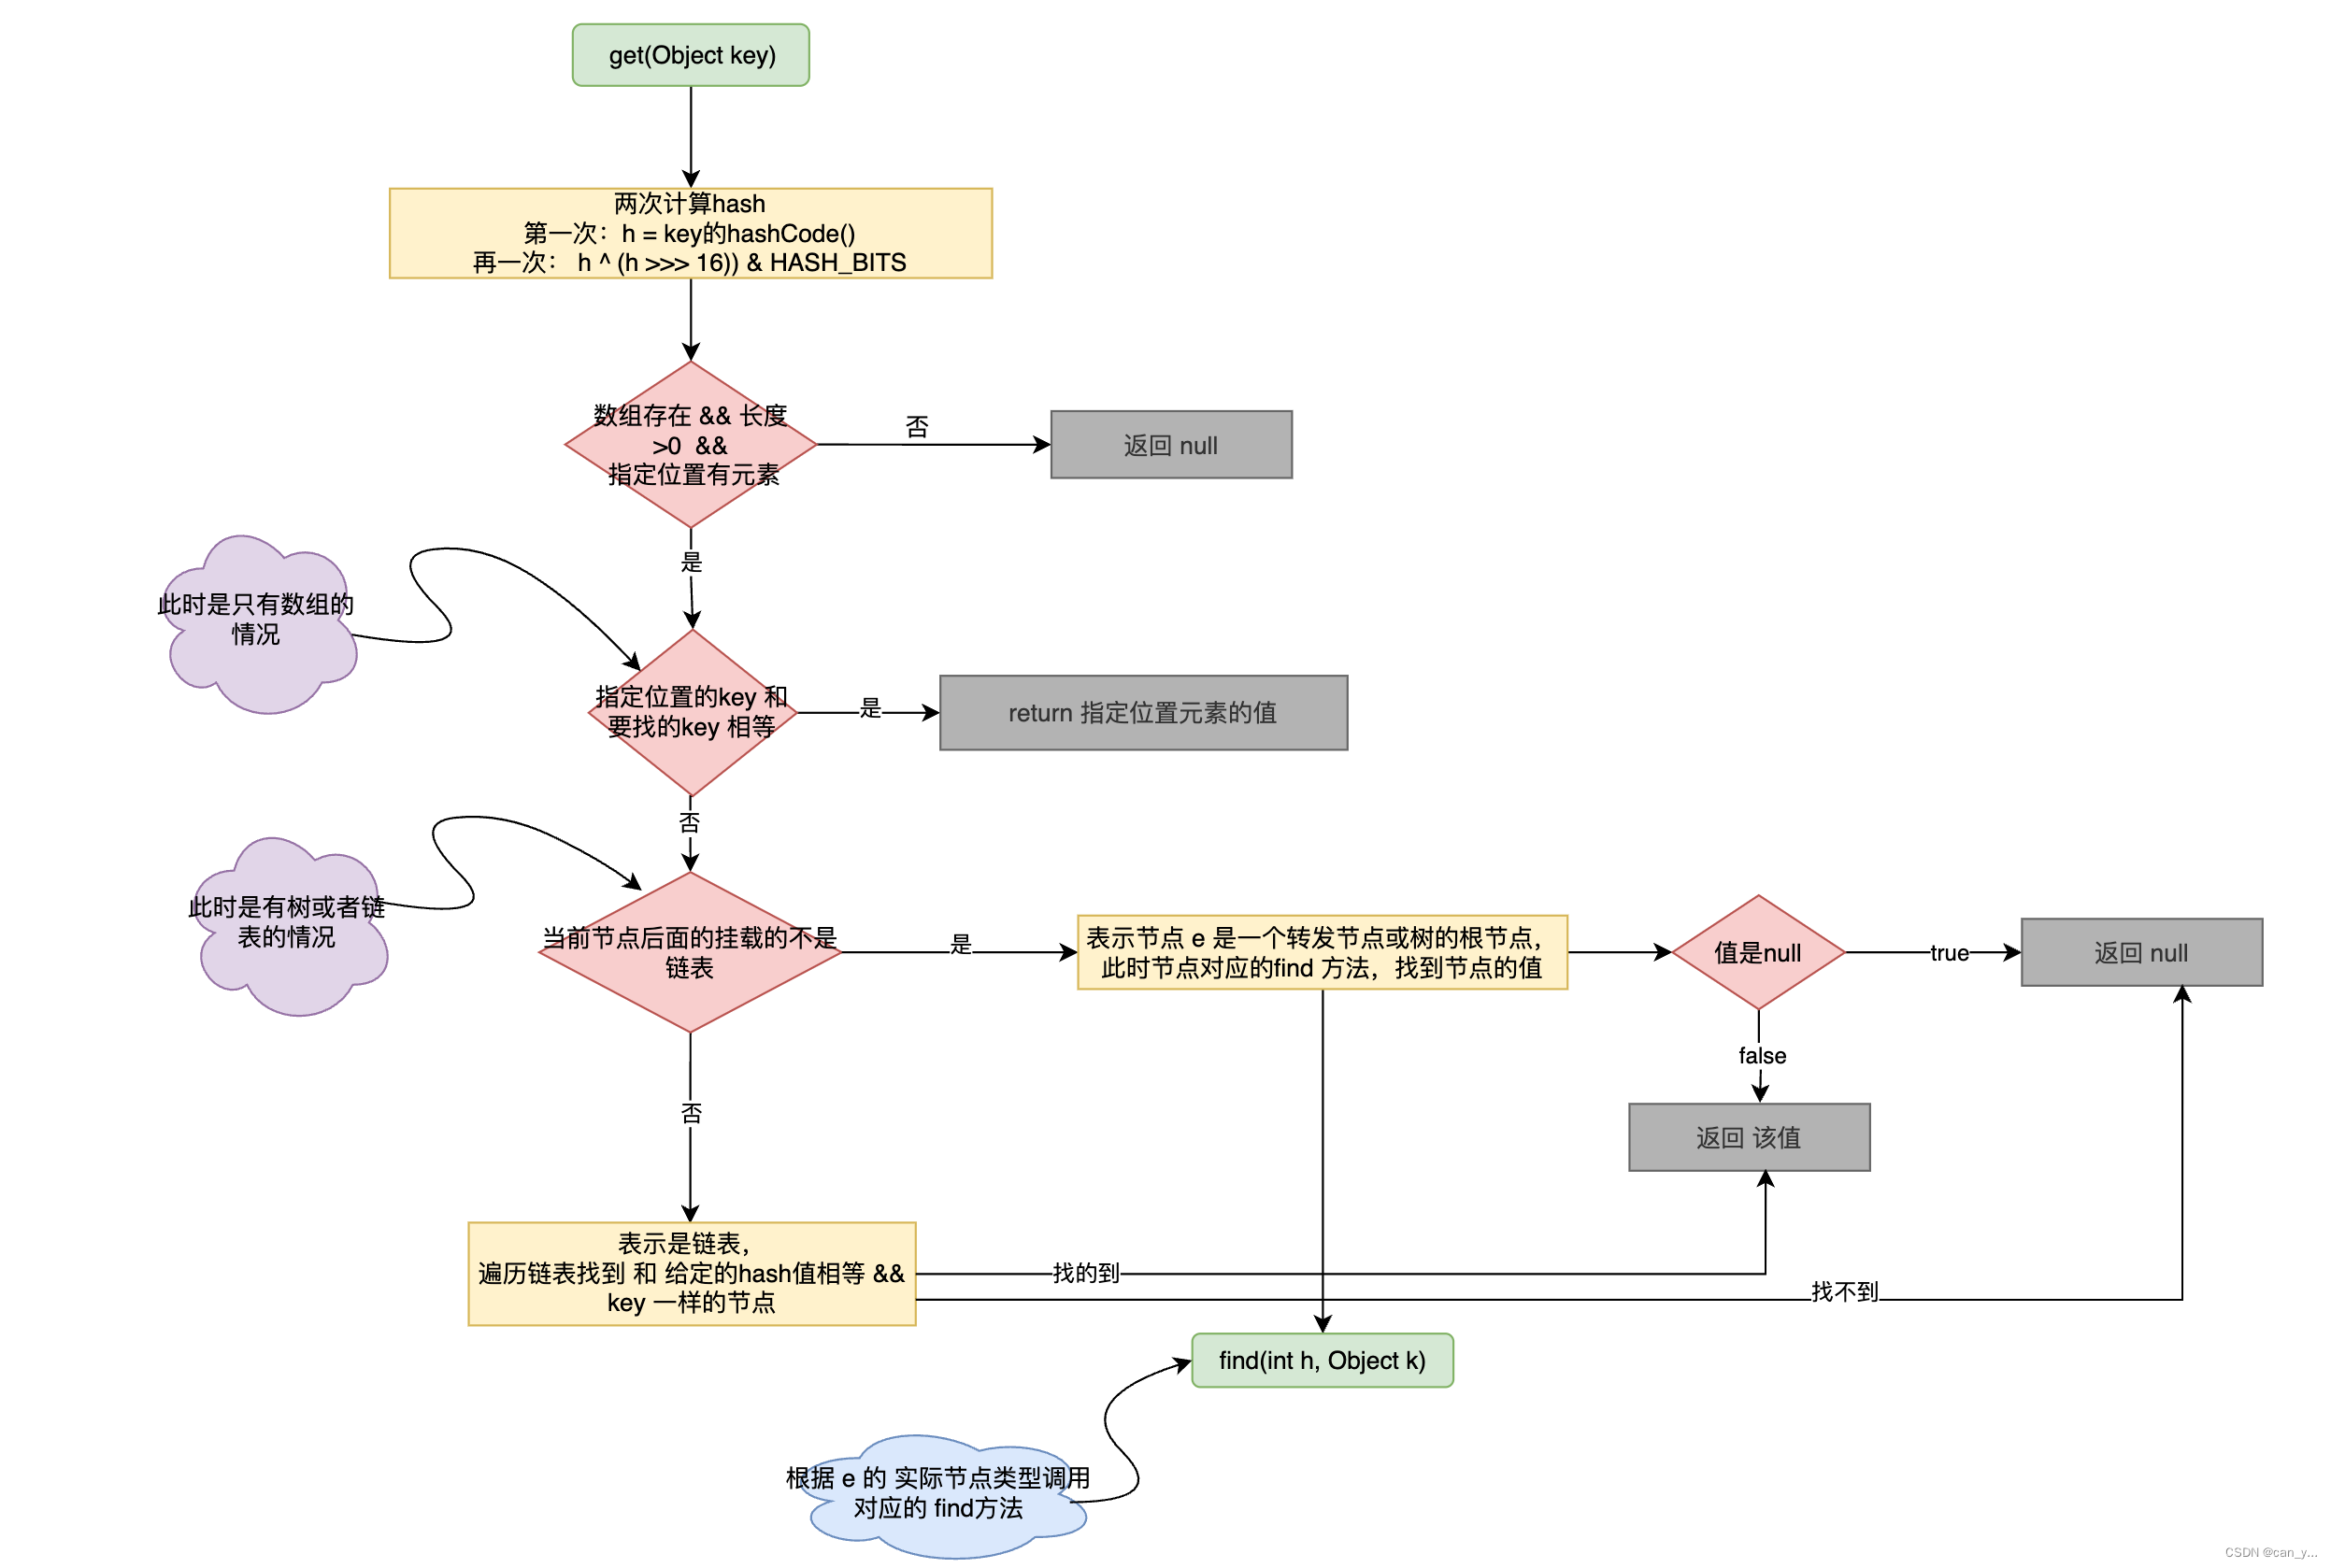 get(Object key)
两次计算hash
第一次：h = key的hashCode()
再一次： h ^ (h >>> 16)) & HASH_BITS
数组存在 && 长度
>0 &&
指定位置有元素
否
返回 null
是
此时是只有数组的
情况
指定位置的key 和
要找的key 相等
是
return 指定位置元素的值
否
此时是有树或者链
表的情况
当前节点后面的挂载的不是
链表
是
表示节点 e 是一个转发节点或树的根节点，
此时节点对应的find 方法，找到节点的值
值是null
true
返回 null
false
返回 该值
否
表示是链表，
遍历链表找到 和 给定的hash值相等 &&
key 一样的节点
找的到
找不到
find(int h, Object k)
根据 e 的 实际节点类型调用
对应的 find方法
CSDN @can_y...